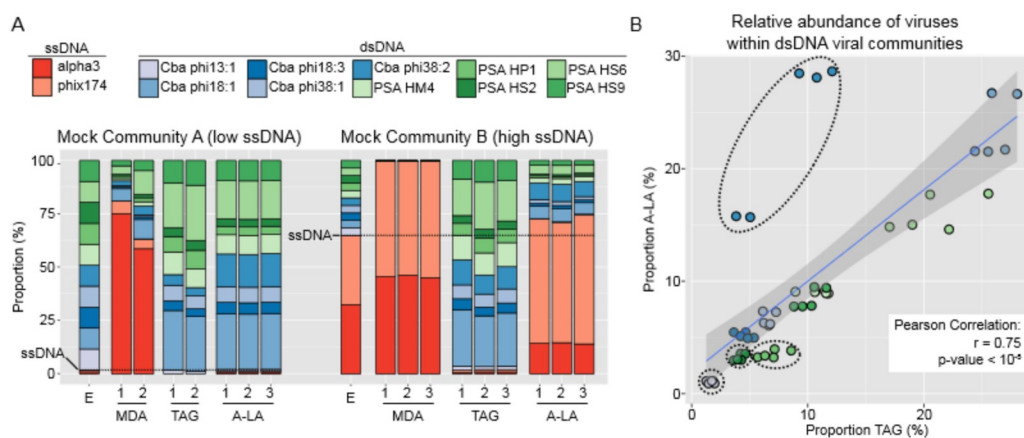 A
ssDNA
dsDNA
alpha3
phix174
Cba phi13:1
Cba phi18:3
Cba phi38:2
PSA HP1
PSA HS6
Cba phi18:1
Cba phi38:1
PSA HM4
PSA HS2
PSA HS9
Mock Community A (low ssDNA)
Mock Community B (high ssDNA)
Proportion (%)
100
75
50
25
0
ssDNA
ssDNA
E
1 2
1 2
1 2 3
MDA
TAG
A-LA
E
1 2 3
1 2 3
1 2 3
MDA
TAG
A-LA
B
Relative abundance of viruses
within dsDNA viral communities
Proportion A-LA (%)
30
20
10
0
Pearson Correlation:
r = 0.75
p-value < 10⁻⁸
0
10
20
Proportion TAG (%)